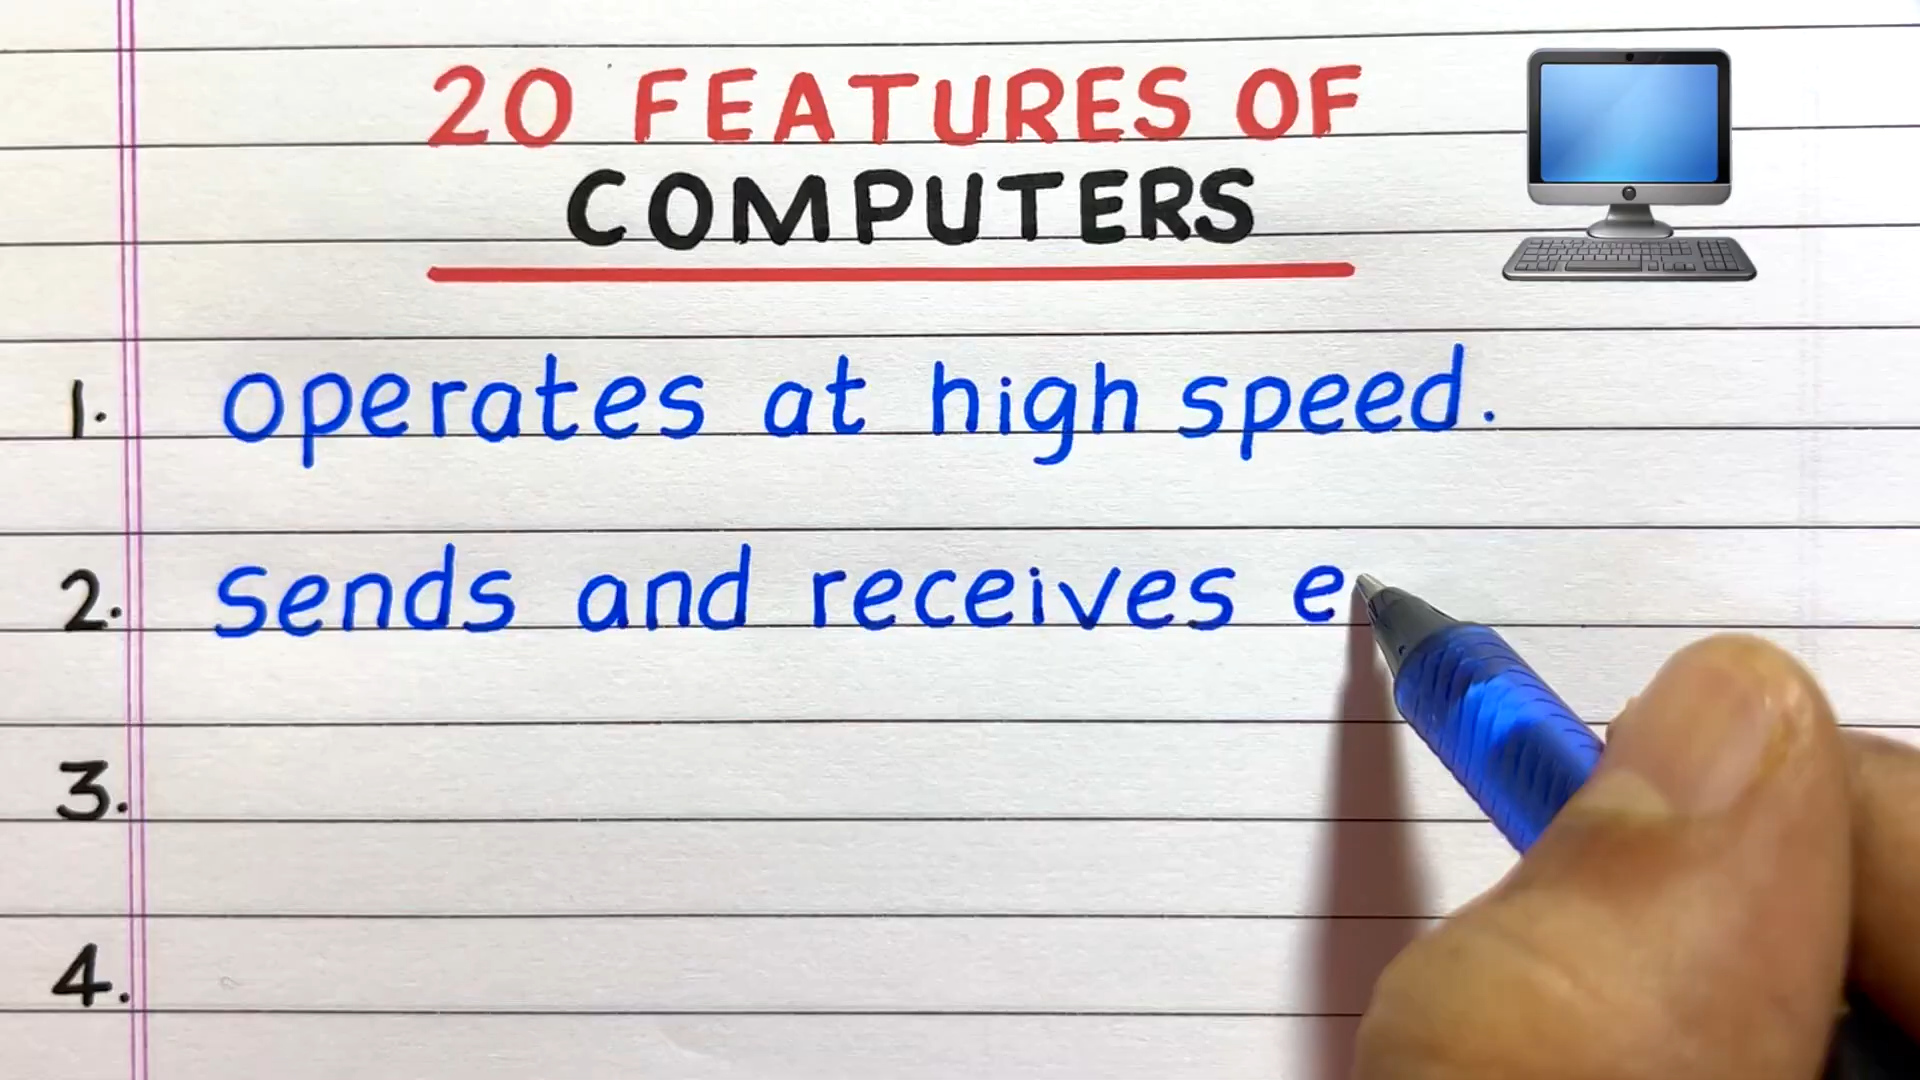 20 FEATURES OF
COMPUTERS
1. Operates at high speed.
2. Sends and receives e
3.
4.